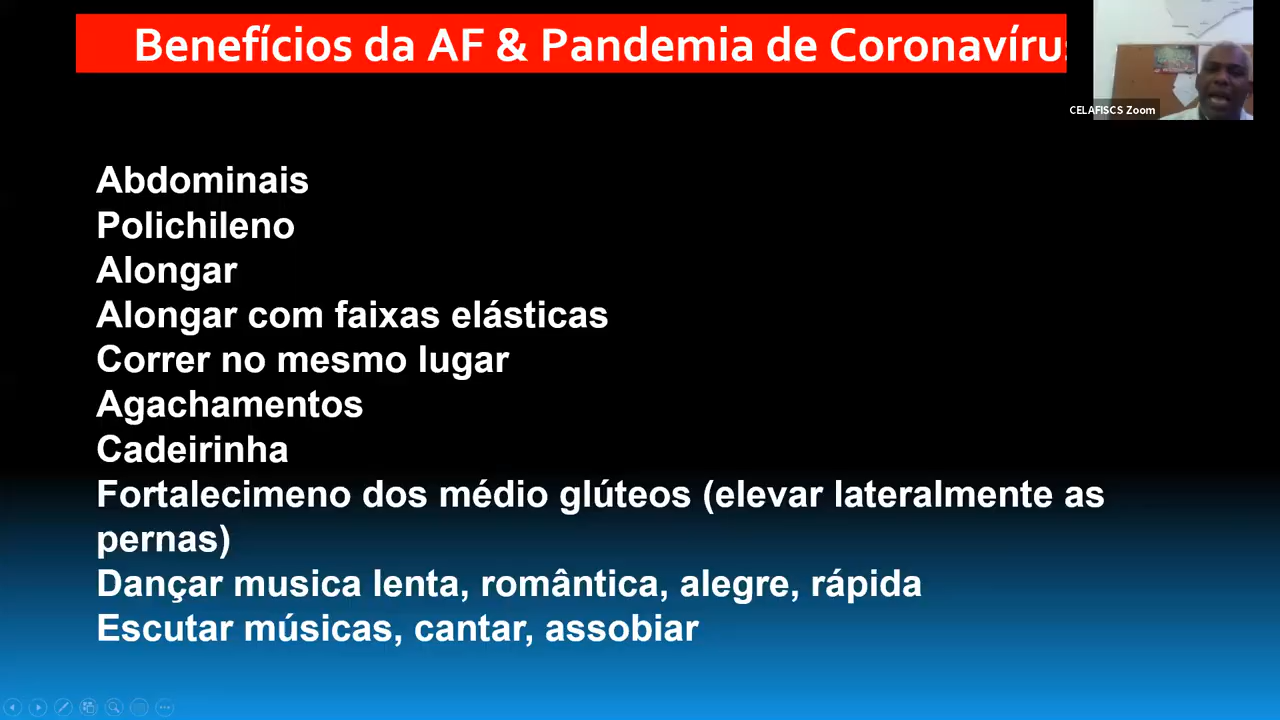 Benefícios da AF & Pandemia de Coronavírus
CELAFISCS Zoom
Abdominais
Polichileno
Alongar
Alongar com faixas elásticas
Correr no mesmo lugar
Agachamentos
Cadeirinha
Fortalecimeno dos médio glúteos (elevar lateralmente as
pernas)
Dançar musica lenta, romântica, alegre, rápida
Escutar músicas, cantar, assobiar